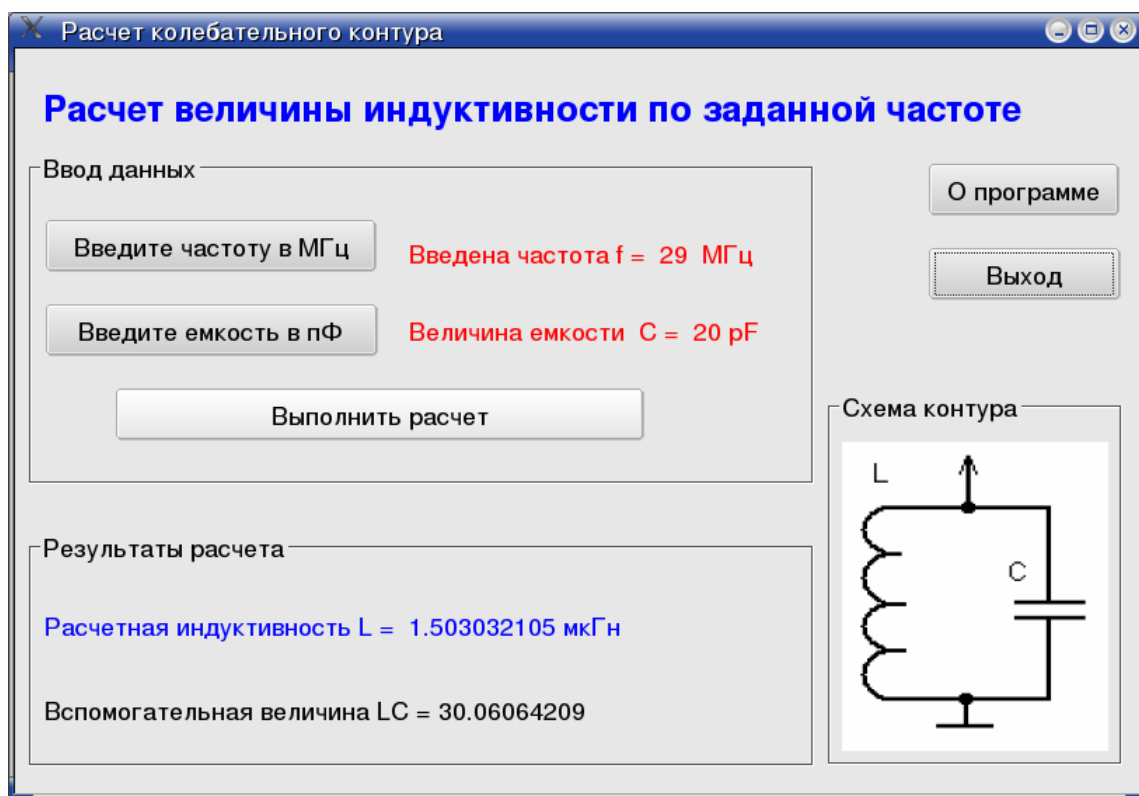 Расчет колебательного контура
Расчет величины индуктивности по заданной частоте
Ввод данных
О программе
Введите частоту в МГц
Введена частота f = 29 МГц
Выход
Введите емкость в пФ
Величина емкости C = 20 pF
Выполнить расчет
Схема контура
L
C
Результаты расчета
Расчетная индуктивность L = 1.503032105 мкГн
Вспомогательная величина LC = 30.06064209